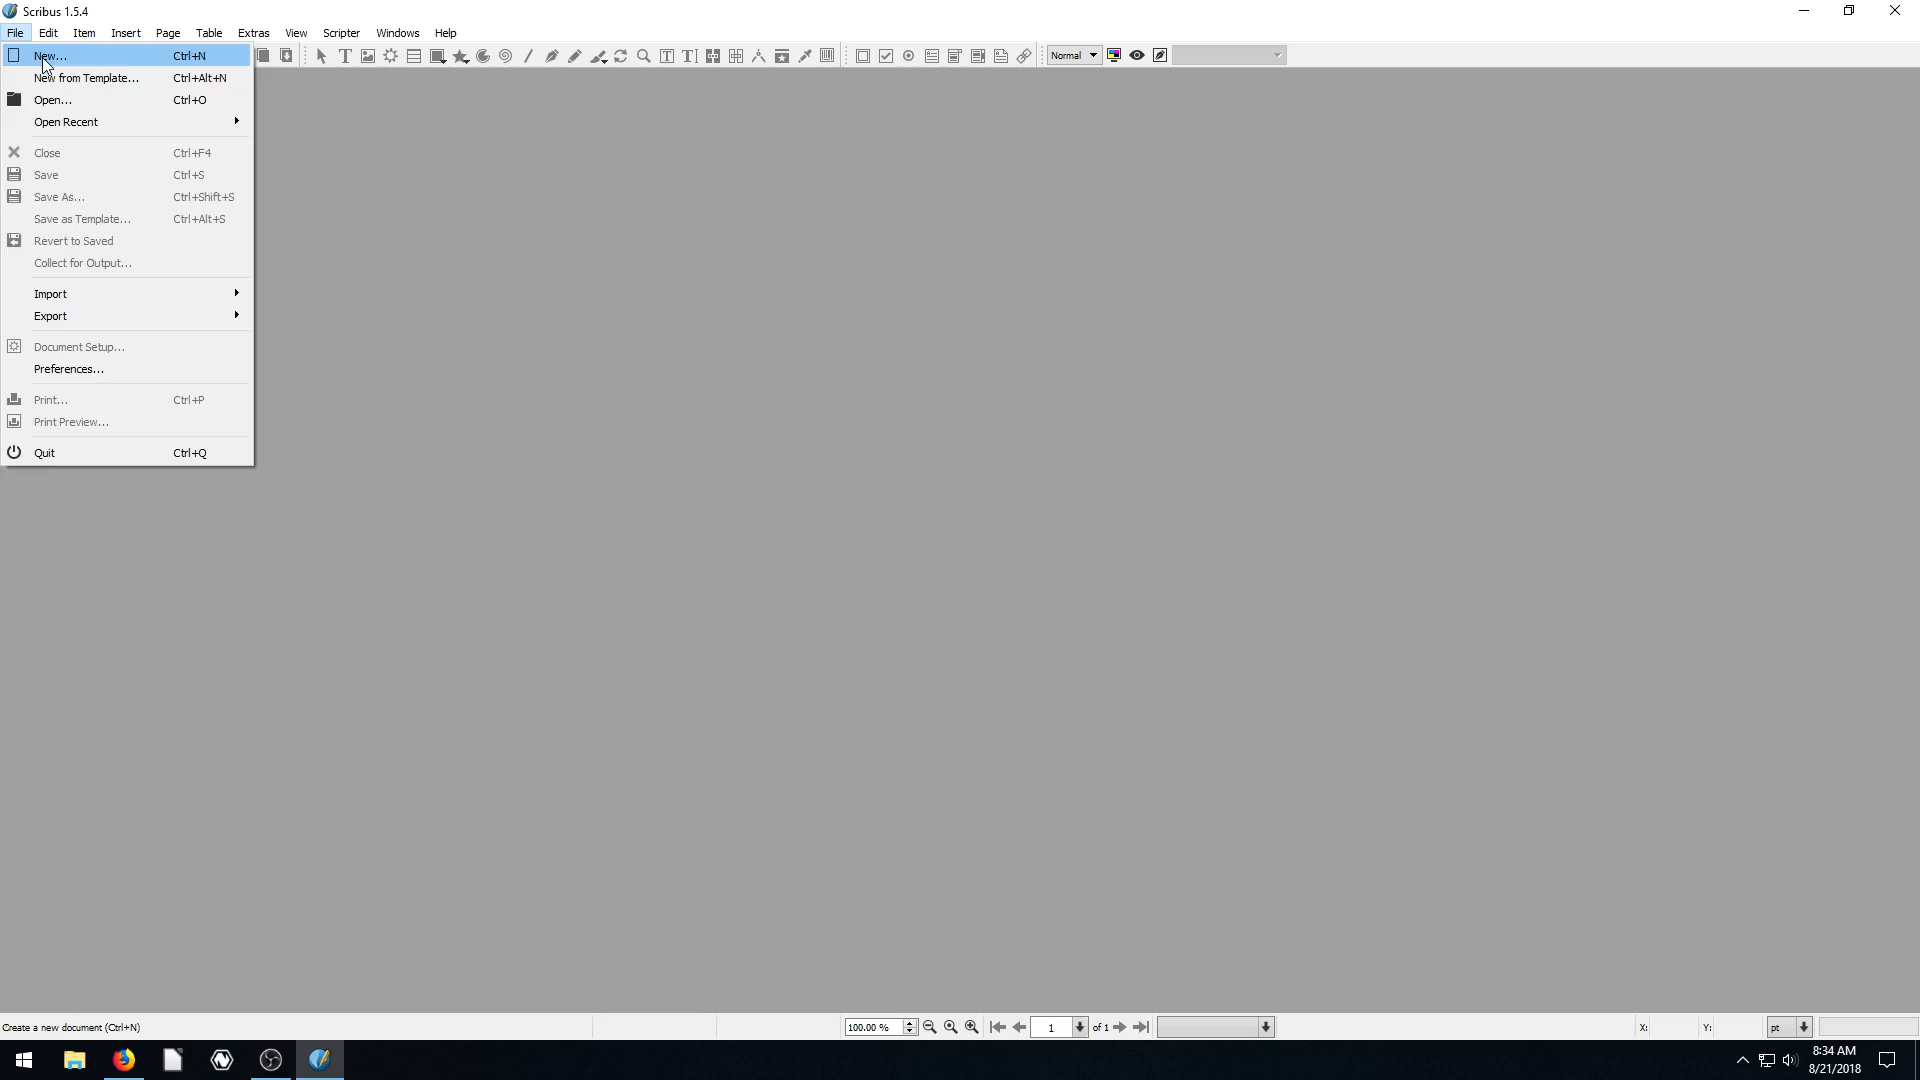 Scribus 1.5.4
File Edit Item Insert Page Table Extras View Scripter Windows Help
New... Ctrl+N
New from Template... Ctrl+Alt+N
Open... Ctrl+O
Open Recent
Close Ctrl+F4
Save Ctrl+S
Save As... Ctrl+Shift+S
Save as Template... Ctrl+Alt+S
Revert to Saved
Collect for Output...
Import
Export
Document Setup...
Preferences...
Print... Ctrl+P
Print Preview...
Quit Ctrl+Q
Normal
Create a new document (Ctrl+N)
100.00 % 1 of 1 X: Y: pt
8:34 AM
8/21/2018